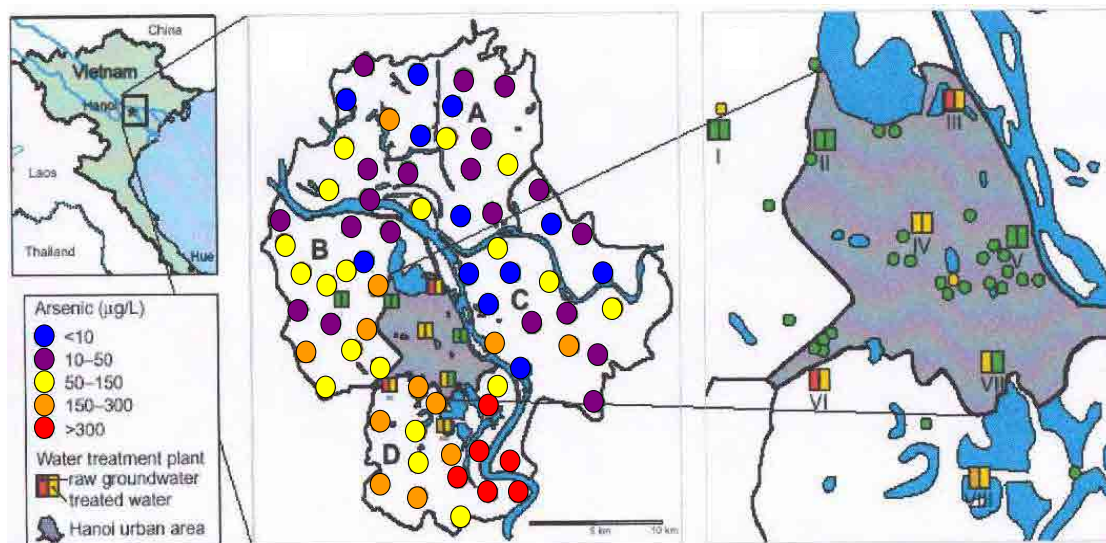 China
Vietnam
Hanoi
Laos
Thailand
Hue
Arsenic (µg/L)
<10
10–50
50–150
150–300
>300
Water treatment plant
raw groundwater
treated water
Hanoi urban area
A
B
C
D
5 km
10 km
I
II
III
IV
V
VI
VII
VIII